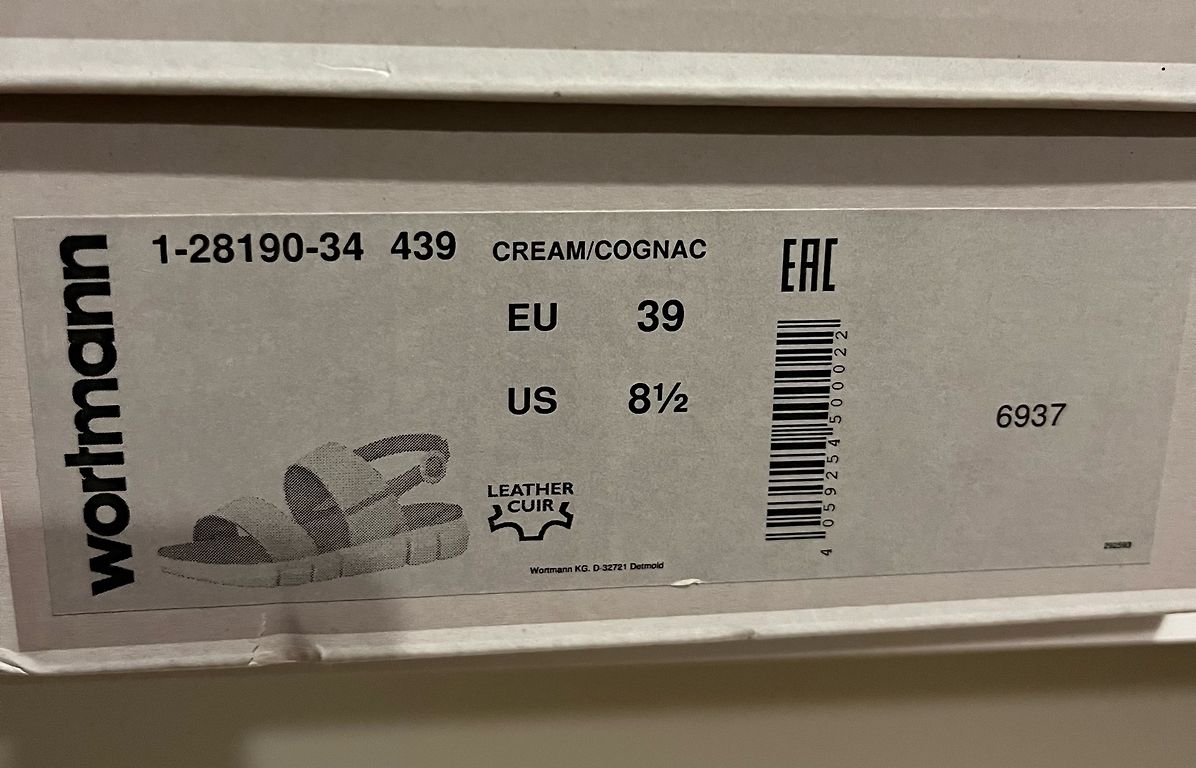 wortmann
1-28190-34 439 CREAM/COGNAC
EAC
EU 39
US 8½
LEATHER
CUIR
Wortmann KG. D-32721 Detmold
4 059254 500022
6937